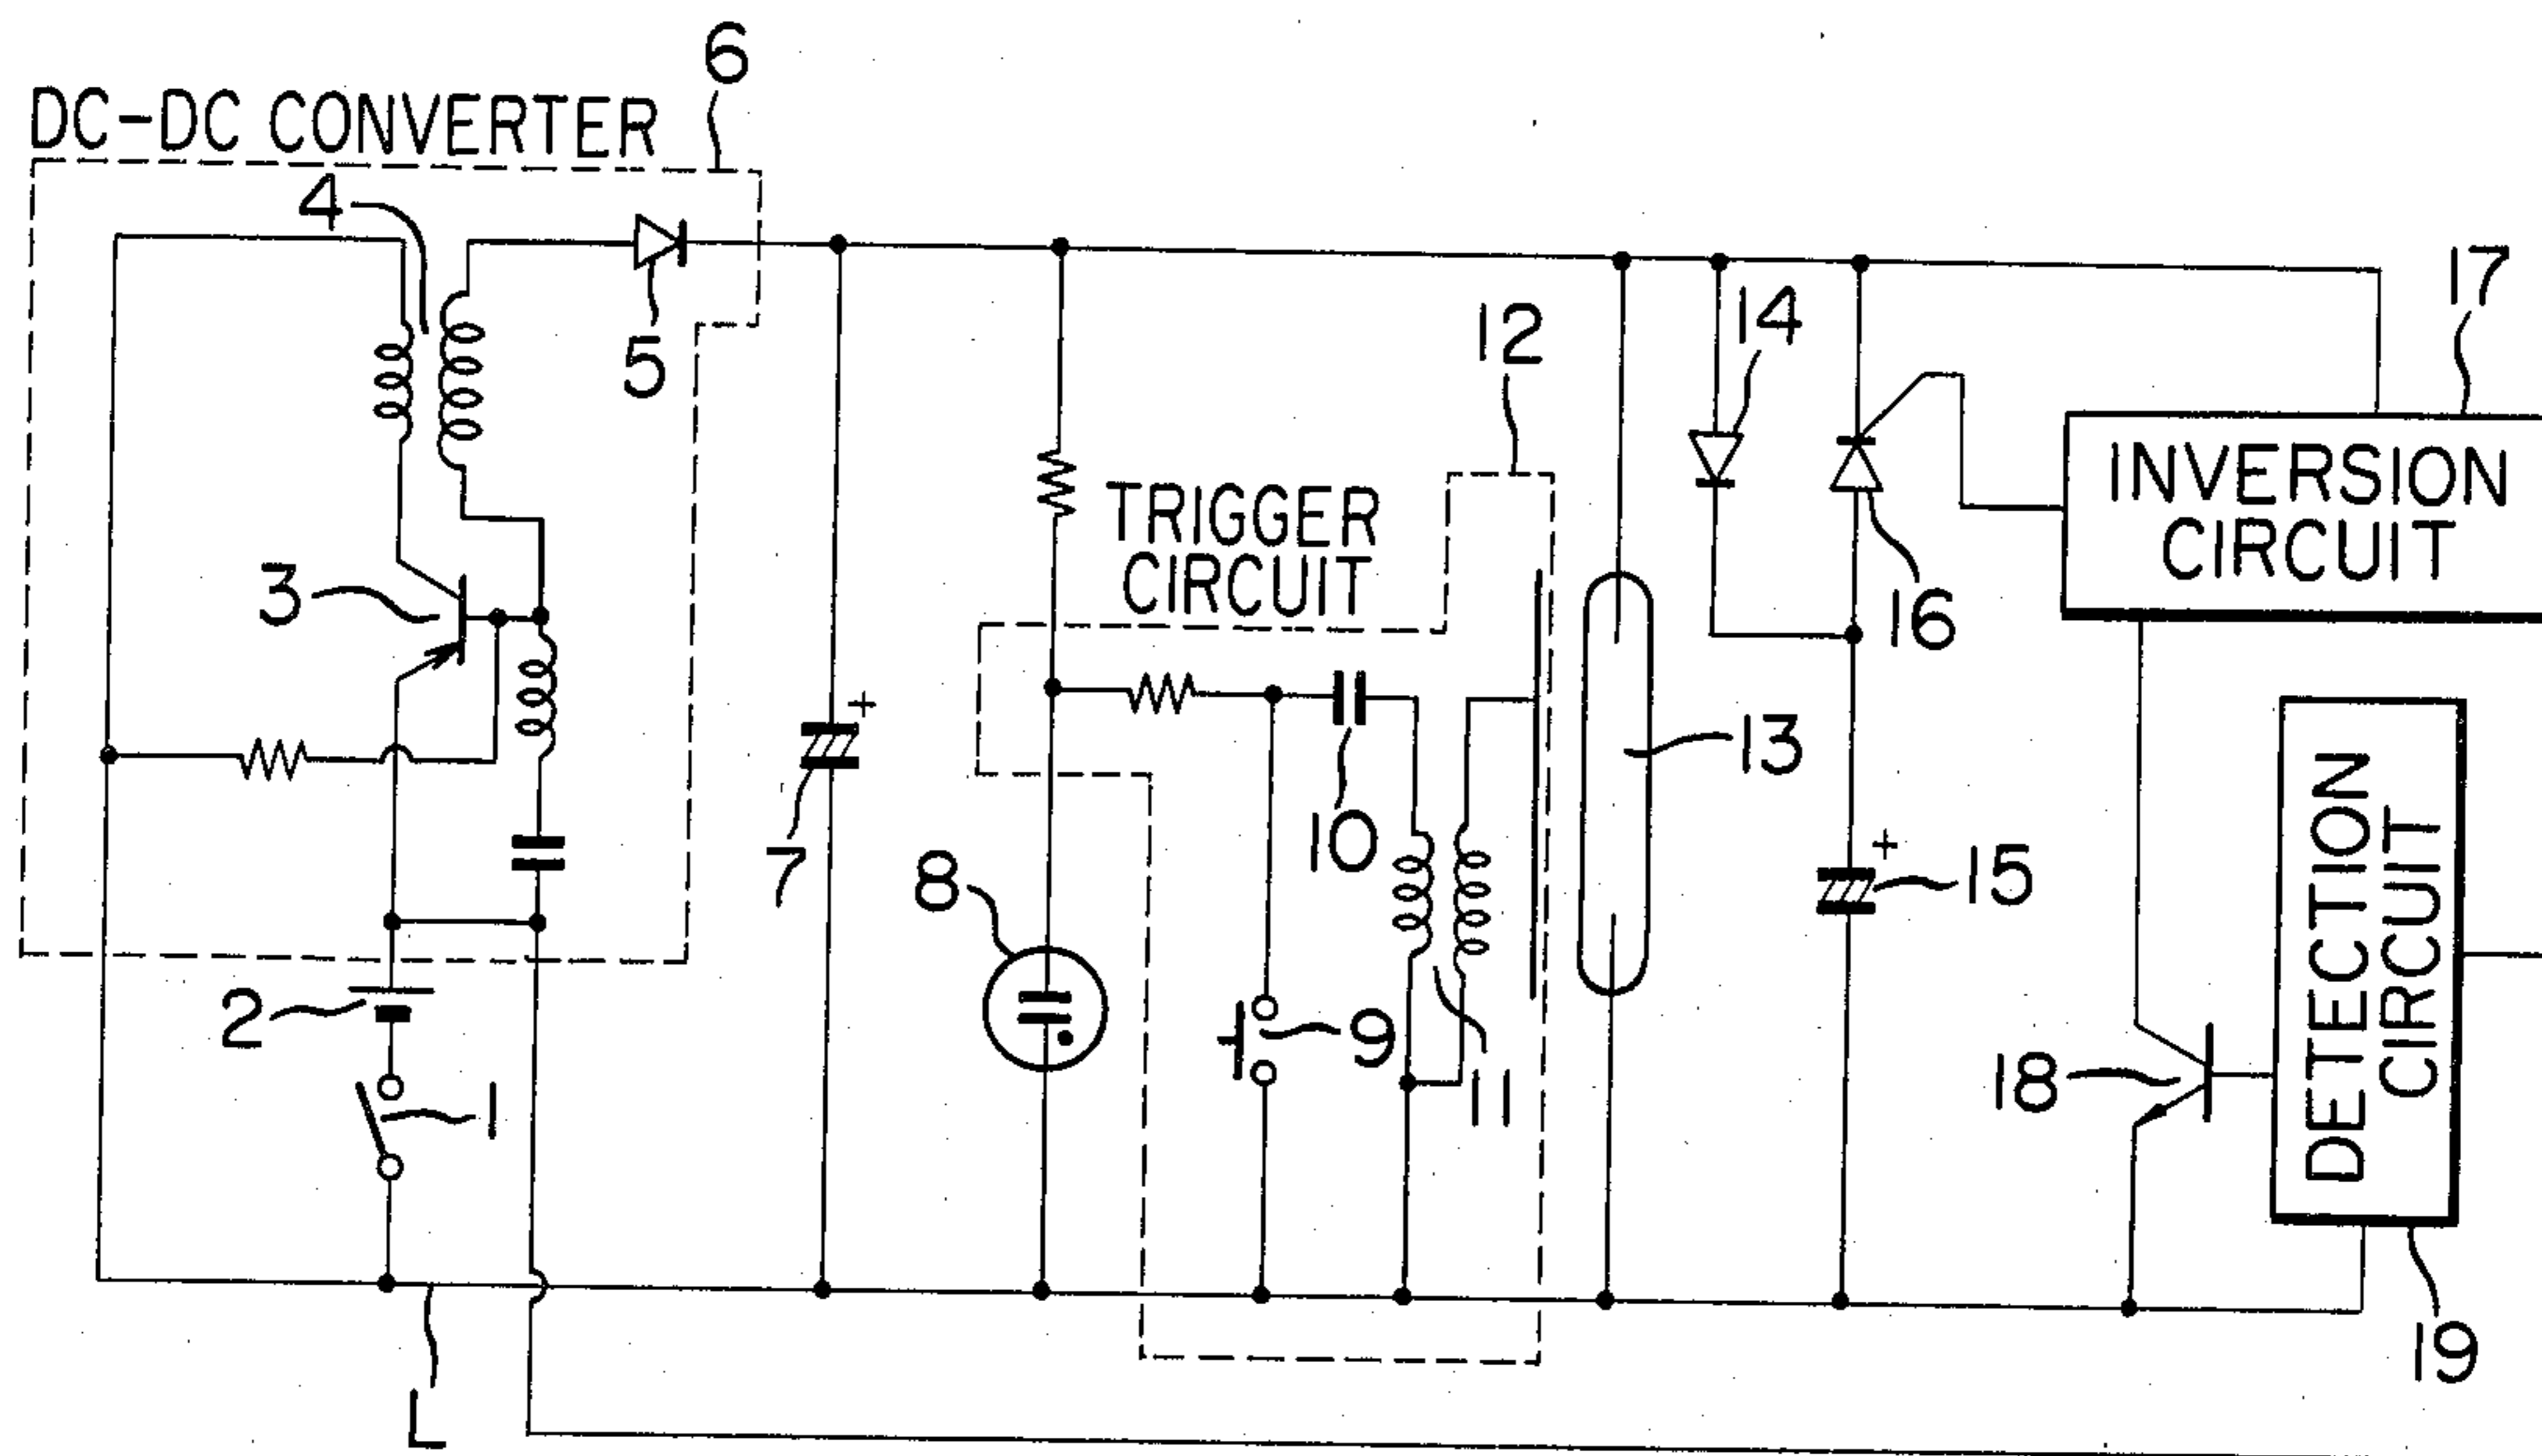 6
DC-DC CONVERTER
4
5
17
14
12
INVERSION
CIRCUIT
TRIGGER
CIRCUIT
3
16
+
13
10
7
8
+
15
DETECTION
CIRCUIT
2
9
18
1
11
19
L